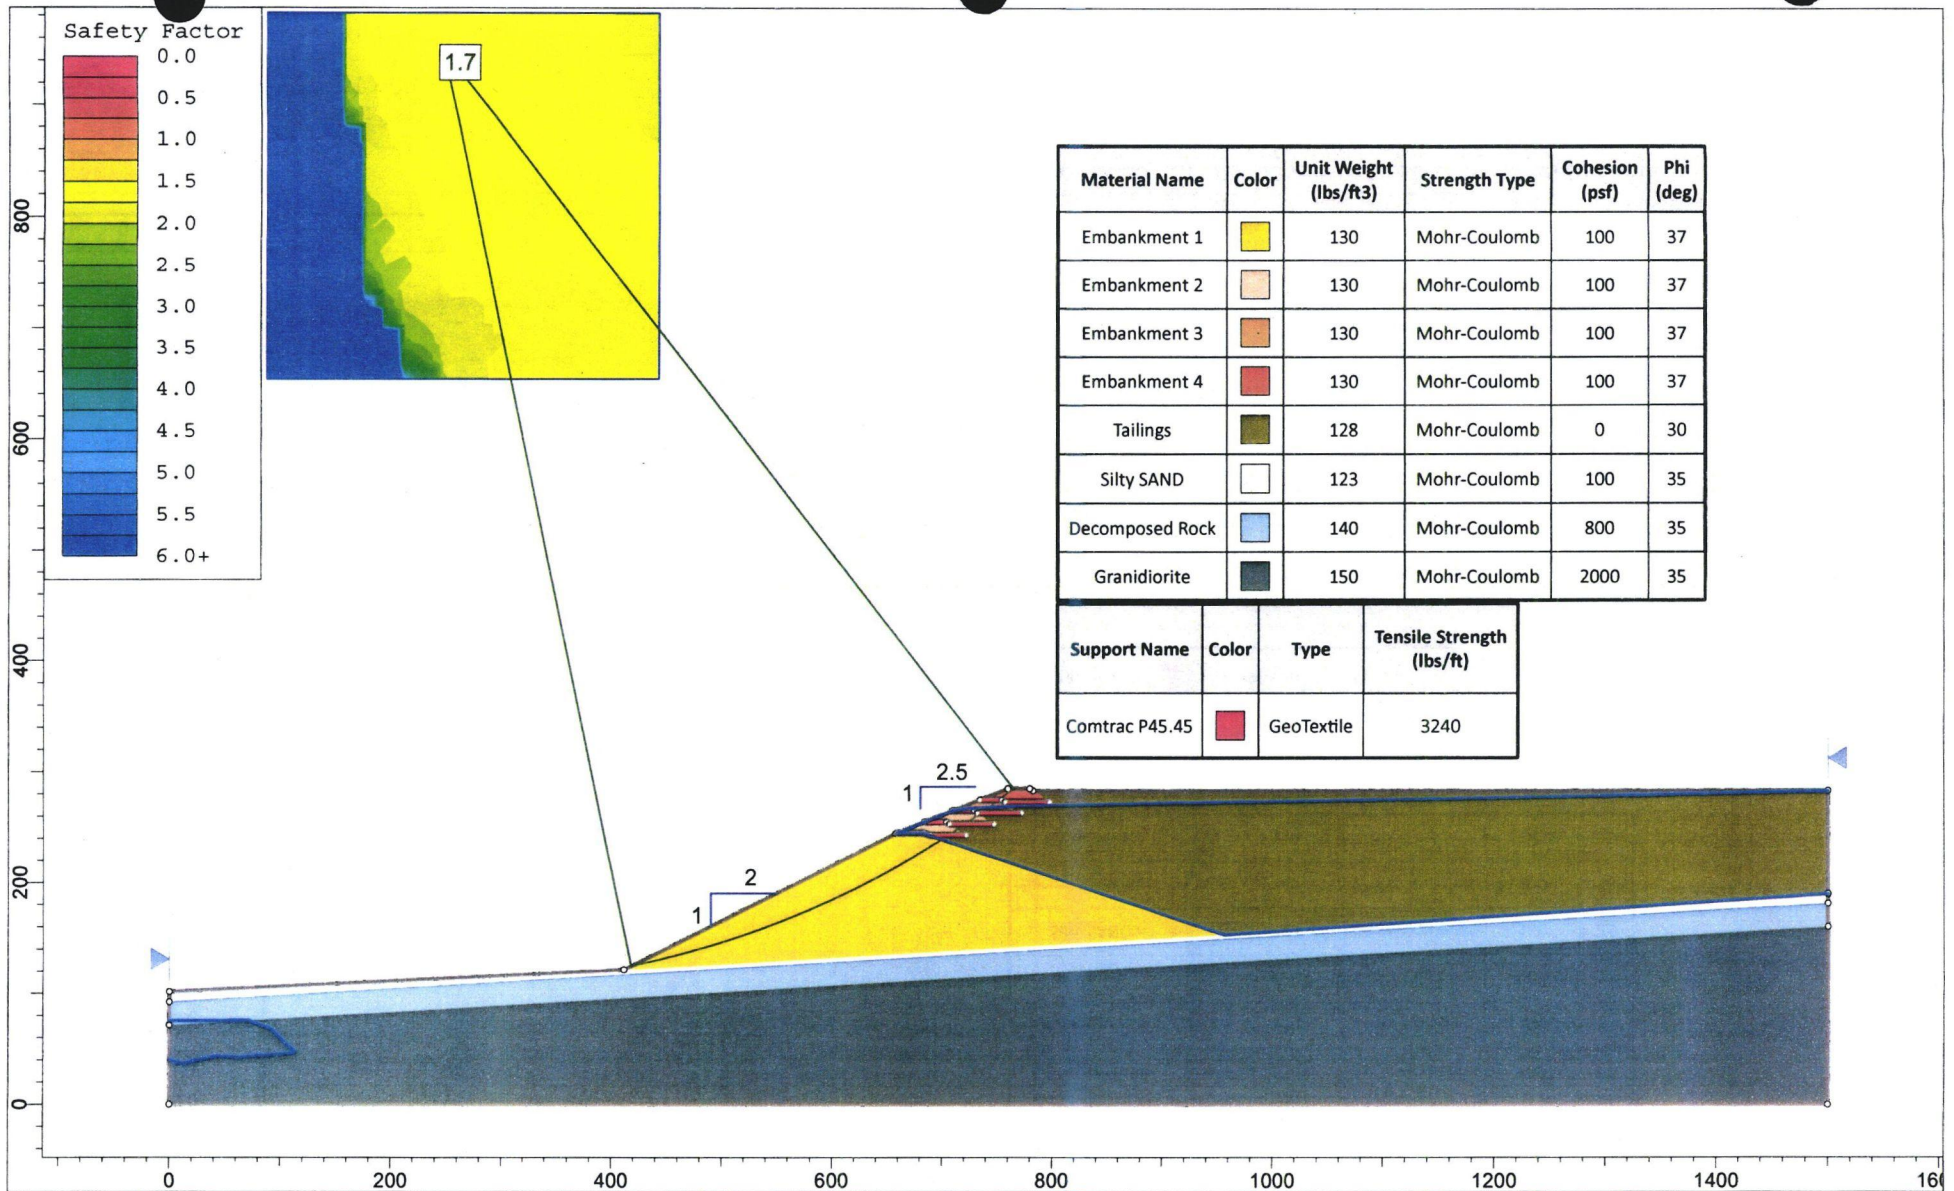 Safety Factor
0.0
0.5
1.0
1.5
2.0
2.5
3.0
3.5
4.0
4.5
5.0
5.5
6.0+
1.7
Material Name Color Unit Weight (lbs/ft3) Strength Type Cohesion (psf) Phi (deg)
Embankment 1 130 Mohr-Coulomb 100 37
Embankment 2 130 Mohr-Coulomb 100 37
Embankment 3 130 Mohr-Coulomb 100 37
Embankment 4 130 Mohr-Coulomb 100 37
Tailings 128 Mohr-Coulomb 0 30
Silty SAND 123 Mohr-Coulomb 100 35
Decomposed Rock 140 Mohr-Coulomb 800 35
Granidiorite 150 Mohr-Coulomb 2000 35
Support Name Color Type Tensile Strength (lbs/ft)
Comtrac P45.45 GeoTextile 3240
2.5
1
2
1
800
600
400
200
0
0 200 400 600 800 1000 1200 1400 160